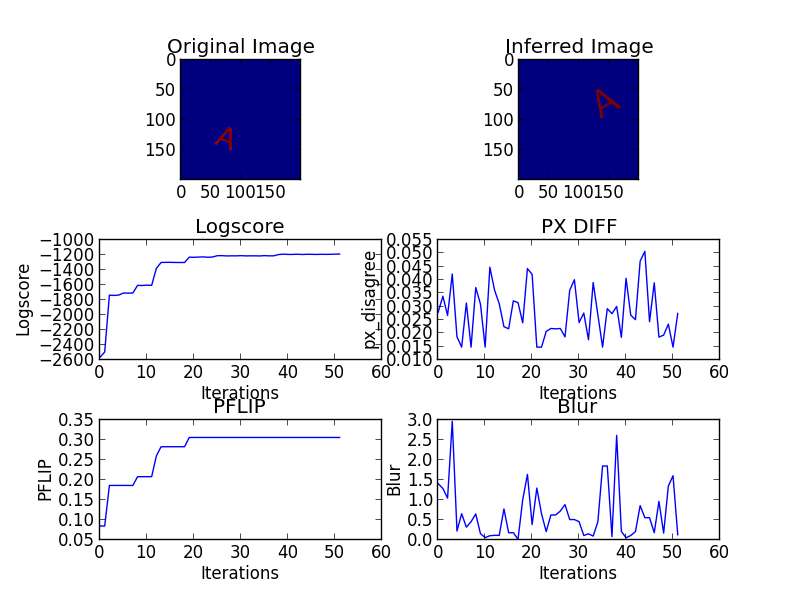 Original Image
Inferred Image
0
50
100
150
0 50 100 150
A
0
50
100
150
0 50 100 150
A
Logscore
−1000
−1200
−1400
−1600
−1800
−2000
−2200
−2400
−2600
Logscore
0 10 20 30 40 50 60
Iterations
PX DIFF
0.055
0.050
0.045
0.040
0.035
0.030
0.025
0.020
0.015
0.010
px_disagree
0 10 20 30 40 50 60
Iterations
PFLIP
0.35
0.30
0.25
0.20
0.15
0.10
0.05
PFLIP
0 10 20 30 40 50 60
Iterations
Blur
3.0
2.5
2.0
1.5
1.0
0.5
0.0
Blur
0 10 20 30 40 50 60
Iterations